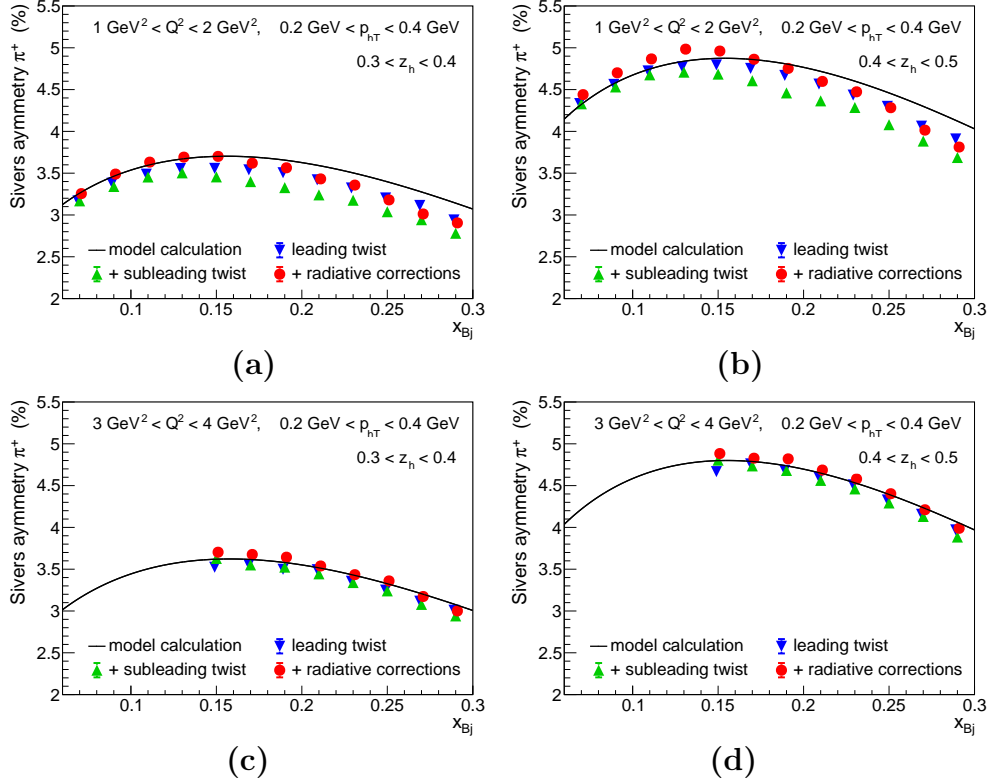 Sivers aymmetry π⁺ (%)
5.5
5
4.5
4
3.5
3
2.5
2
1 GeV² < Q² < 2 GeV², 0.2 GeV < p_hT < 0.4 GeV
0.3 < z_h < 0.4
model calculation
leading twist
+ subleading twist
+ radiative corrections
0.1 0.15 0.2 0.25 0.3
x_Bj
(a)
Sivers aymmetry π⁺ (%)
5.5
5
4.5
4
3.5
3
2.5
2
1 GeV² < Q² < 2 GeV², 0.2 GeV < p_hT < 0.4 GeV
0.4 < z_h < 0.5
model calculation
leading twist
+ subleading twist
+ radiative corrections
0.1 0.15 0.2 0.25 0.3
x_Bj
(b)
Sivers aymmetry π⁺ (%)
5.5
5
4.5
4
3.5
3
2.5
2
3 GeV² < Q² < 4 GeV², 0.2 GeV < p_hT < 0.4 GeV
0.3 < z_h < 0.4
model calculation
leading twist
+ subleading twist
+ radiative corrections
0.1 0.15 0.2 0.25 0.3
x_Bj
(c)
Sivers aymmetry π⁺ (%)
5.5
5
4.5
4
3.5
3
2.5
2
3 GeV² < Q² < 4 GeV², 0.2 GeV < p_hT < 0.4 GeV
0.4 < z_h < 0.5
model calculation
leading twist
+ subleading twist
+ radiative corrections
0.1 0.15 0.2 0.25 0.3
x_Bj
(d)